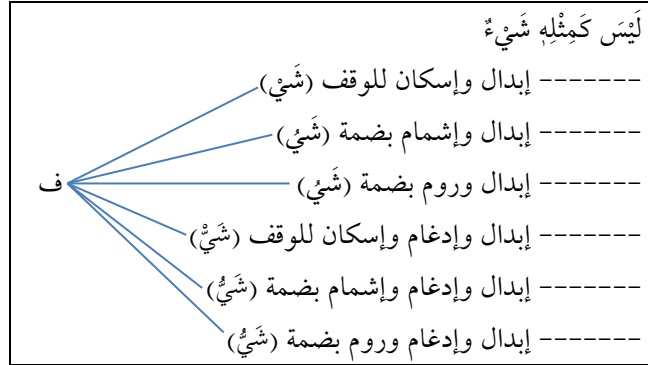 لَيْسَ كَمِثْلِهِۦ شَيْءٌ
------- إبدال وإسكان للوقف (شَيْ)
------- إبدال وإشمام بضمة (شَيُ)
------- إبدال وروم بضمة (شَيُ)
ف
------- إبدال وإدغام وإسكان للوقف (شَيّْ)
------- إبدال وإدغام وإشمام بضمة (شَيُّ)
------- إبدال وإدغام وروم بضمة (شَيُّ)